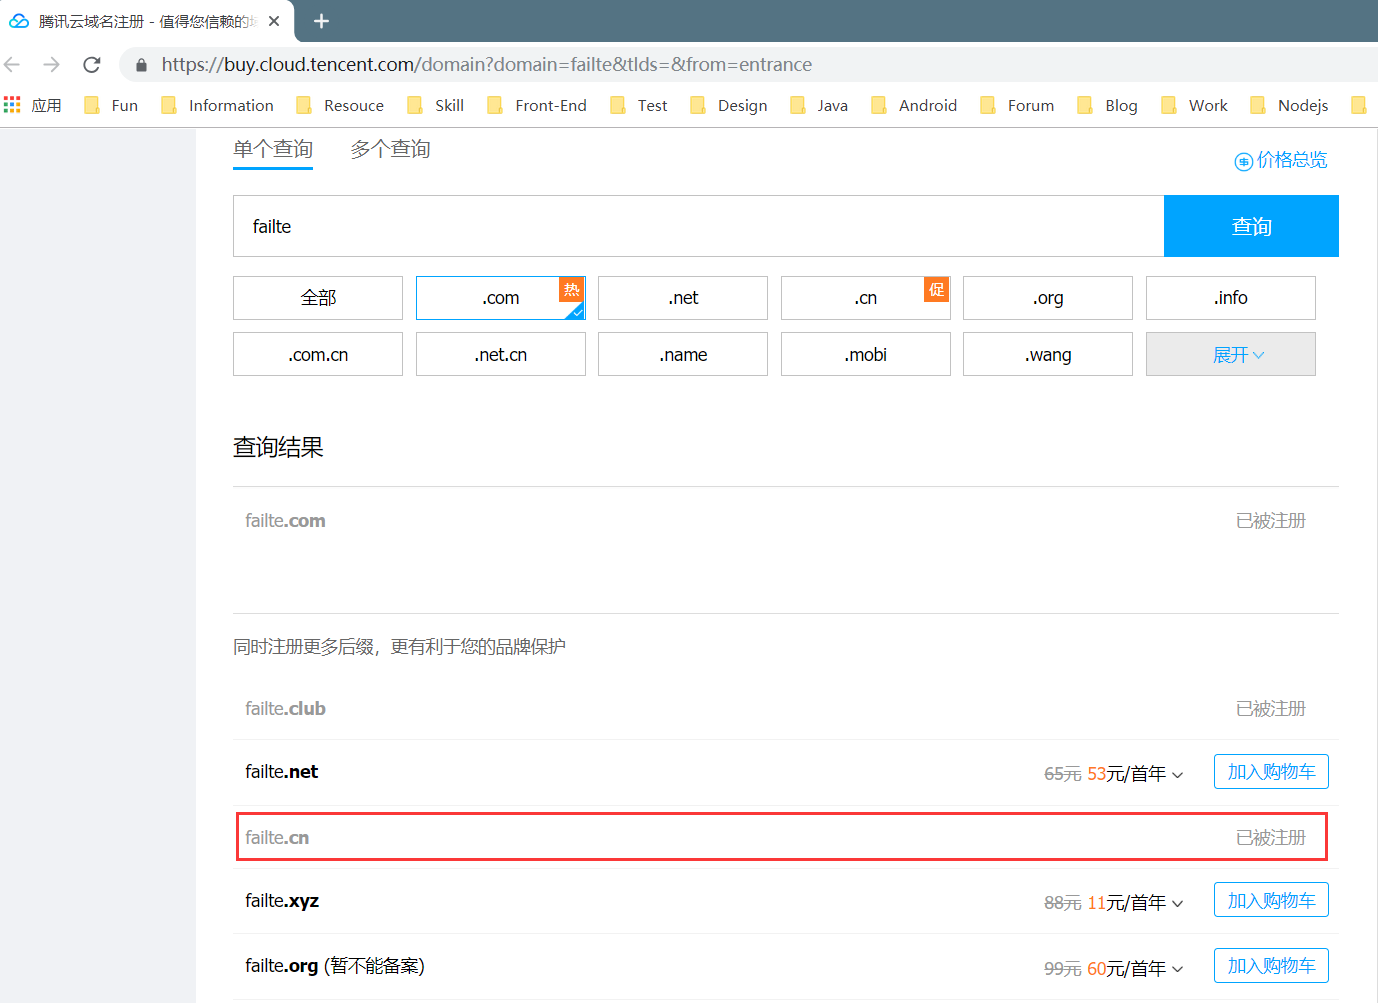 腾讯云域名注册 - 值得您信赖的
https://buy.cloud.tencent.com/domain?domain=failte&tlds=&from=entrance
应用 Fun Information Resouce Skill Front-End Test Design Java Android Forum Blog Work Nodejs
单个查询 多个查询 价格总览
failte 查询
全部 .com 热 .net .cn 促 .org .info
.com.cn .net.cn .name .mobi .wang 展开
查询结果
failte.com 已被注册
同时注册更多后缀，更有利于您的品牌保护
failte.club 已被注册
failte.net 65元 53元/首年 加入购物车
failte.cn 已被注册
failte.xyz 88元 11元/首年 加入购物车
failte.org (暂不能备案) 99元 60元/首年 加入购物车